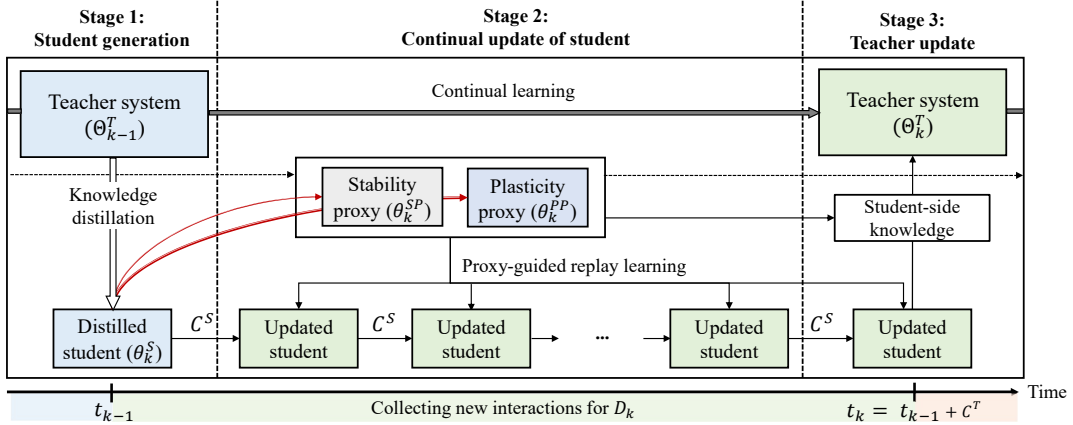 Stage 1:
Student generation
Stage 2:
Continual update of student
Stage 3:
Teacher update
Teacher system
(Θ^T_{k−1})
Continual learning
Teacher system
(Θ^T_k)
Knowledge
distillation
Stability
proxy (θ^{SP}_k)
Plasticity
proxy (θ^{PP}_k)
Student-side
knowledge
Proxy-guided replay learning
Distilled
student (θ^S_k)
C^S
Updated
student
C^S
Updated
student
...
Updated
student
C^S
Updated
student
Time
t_{k−1}
Collecting new interactions for D_k
t_k = t_{k−1} + C^T